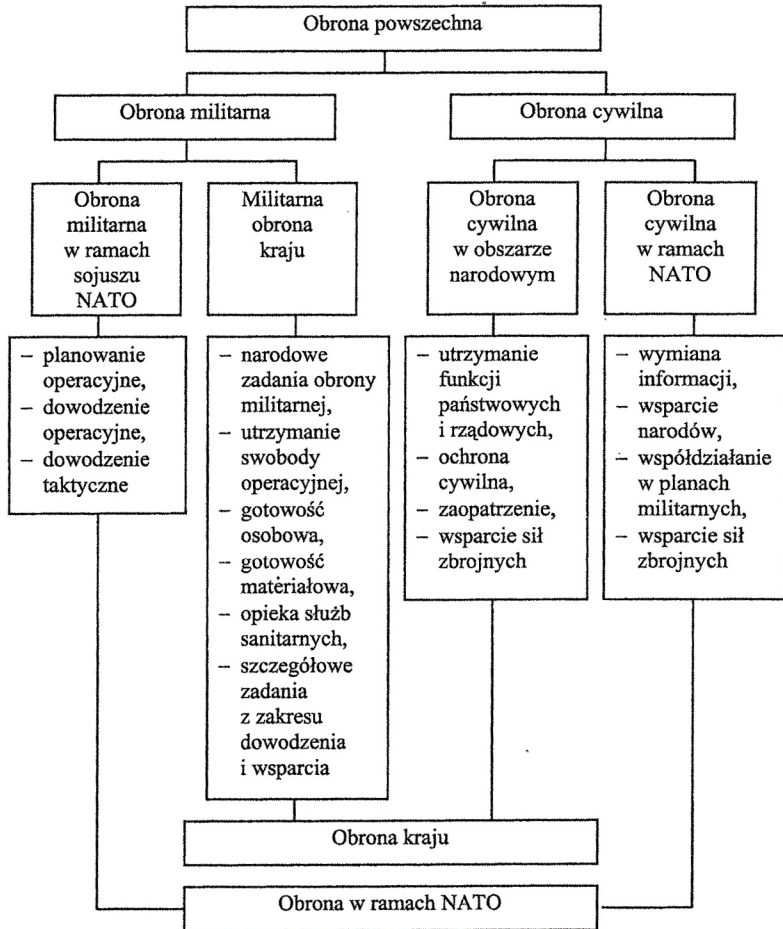 Obrona powszechna
Obrona militarna
Obrona cywilna
Obrona
militarna
w ramach
sojuszu
NATO
Militarna
obrona
kraju
Obrona
cywilna
w obszarze
narodowym
Obrona
cywilna
w ramach
NATO
– planowanie
operacyjne,
– dowodzenie
operacyjne,
– dowodzenie
taktyczne
– narodowe
zadania obrony
militarnej,
– utrzymanie
swobody
operacyjnej,
– gotowość
osobowa,
– gotowość
materiałowa,
– opieka służb
sanitarnych,
– szczegółowe
zadania
z zakresu
dowodzenia
i wsparcia
– utrzymanie
funkcji
państwowych
i rządowych,
– ochrona
cywilna,
– zaopatrzenie,
– wsparcie sił
zbrojnych
– wymiana
informacji,
– wsparcie
narodów,
– współdziałanie
w planach
militarnych,
– wsparcie sił
zbrojnych
Obrona kraju
Obrona w ramach NATO